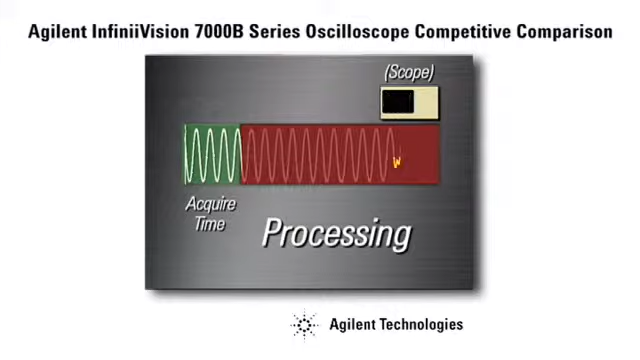 Agilent InfiniiVision 7000B Series Oscilloscope Competitive Comparison
(Scope)
W
Acquire
Time
Processing
Agilent Technologies